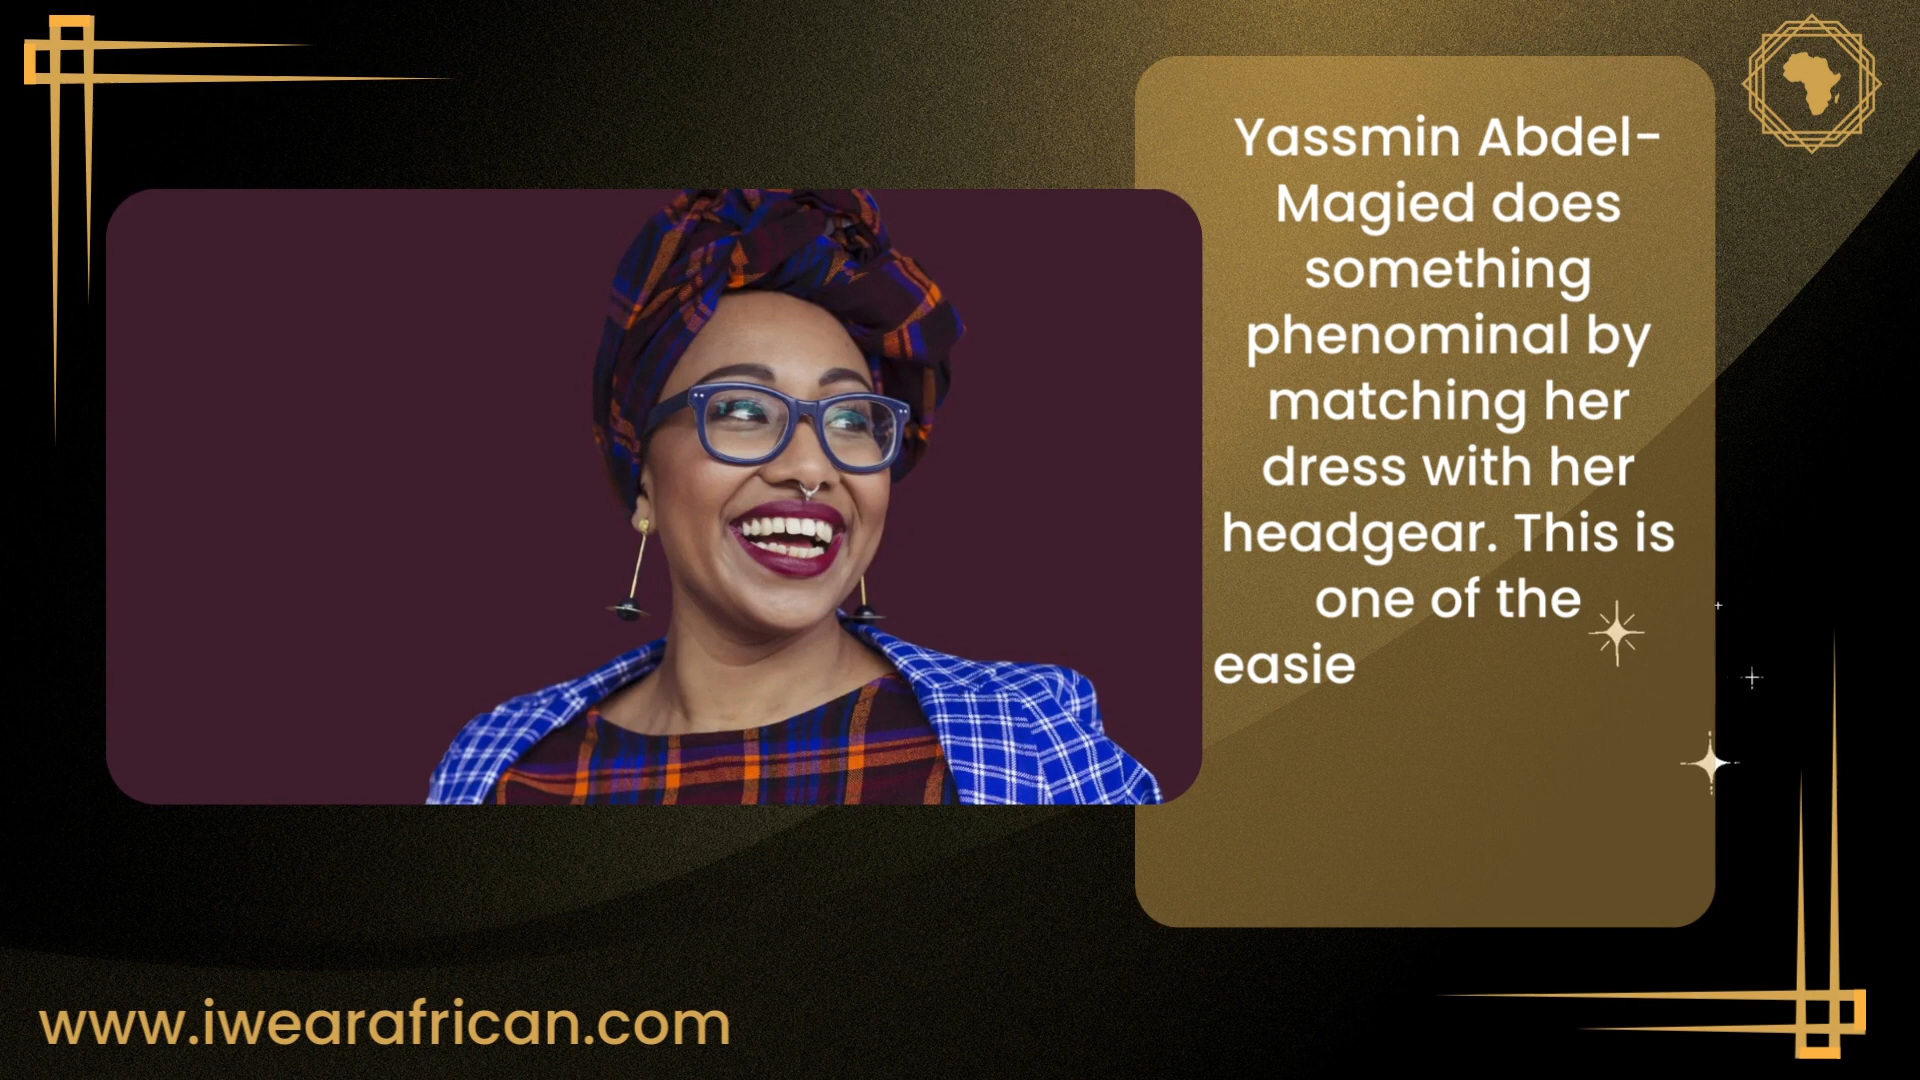 Yassmin Abdel-
Magied does
something
phenominal by
matching her
dress with her
headgear. This is
one of the
easie
www.iwearafrican.com